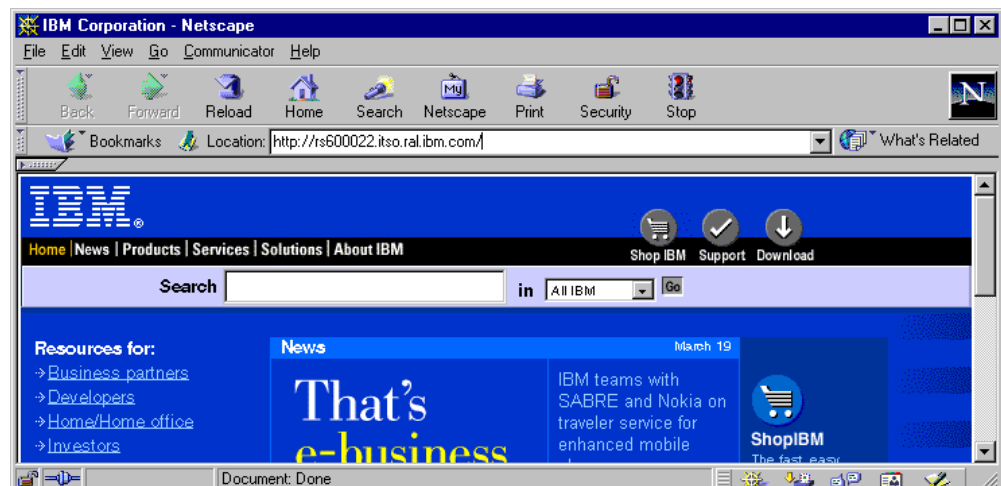 IBM Corporation - Netscape
File Edit View Go Communicator Help
Back Forward Reload Home Search Netscape Print Security Stop
My
N
Bookmarks Location: http://rs600022.itso.ral.ibm.com/ What's Related
IBM®
Home | News | Products | Services | Solutions | About IBM
Shop IBM Support Download
Search in All IBM Go
Resources for:
Business partners
Developers
Home/Home office
Investors
News March 19
That's
e-business
IBM teams with
SABRE and Nokia on
traveler service for
enhanced mobile
ShopIBM
The fast, easy
Document: Done